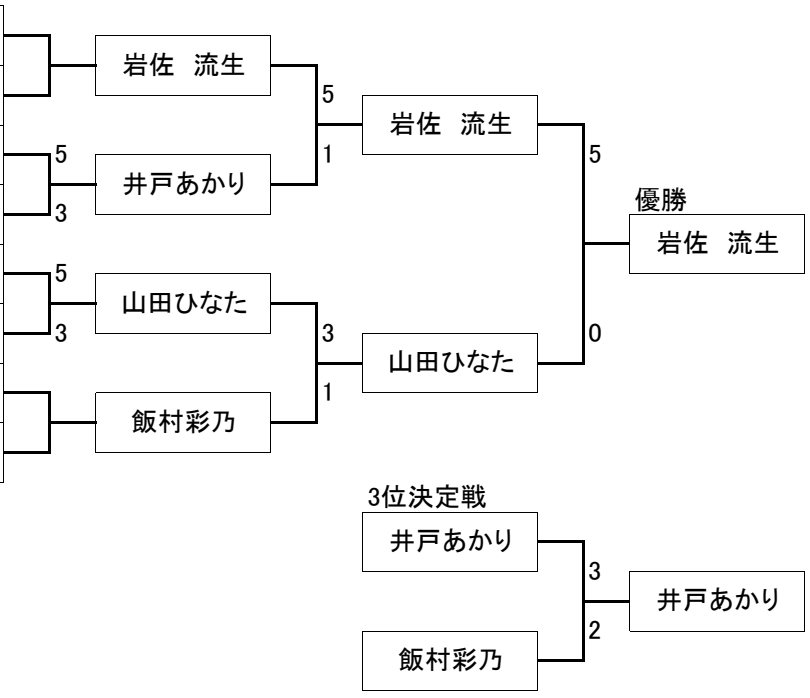 岩佐　流生
5
岩佐　流生
5
1
5
井戸あかり
3
優勝
岩佐　流生
5
山田ひなた
3
3
0
山田ひなた
1
飯村彩乃
3位決定戦
井戸あかり
3
井戸あかり
2
飯村彩乃